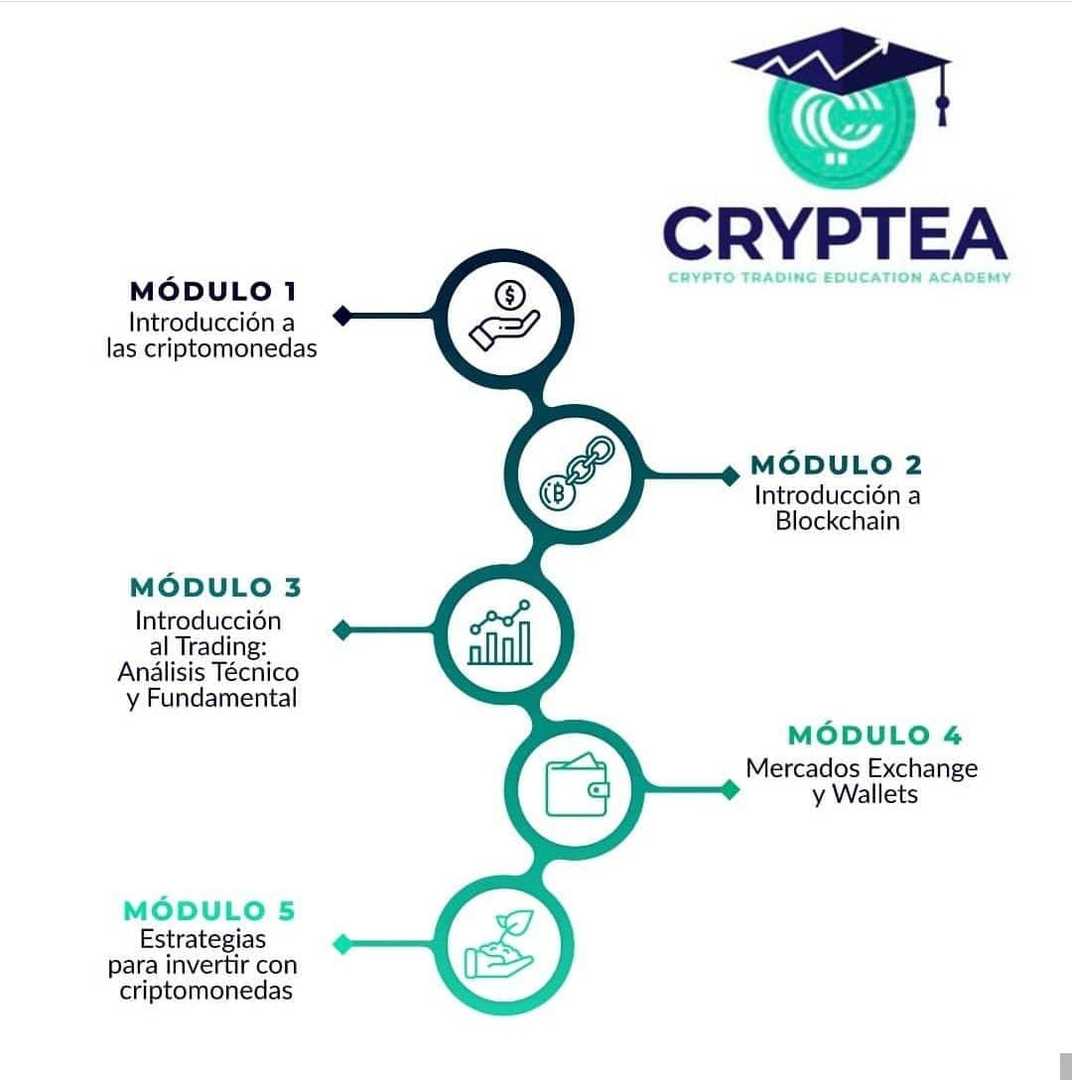 CRYPTEA
CRYPTO TRADING EDUCATION ACADEMY
MÓDULO 1
Introducción a
las criptomonedas
MÓDULO 2
Introducción a
Blockchain
MÓDULO 3
Introducción
al Trading:
Análisis Técnico
y Fundamental
MÓDULO 4
Mercados Exchange
y Wallets
MÓDULO 5
Estrategias
para invertir con
criptomonedas